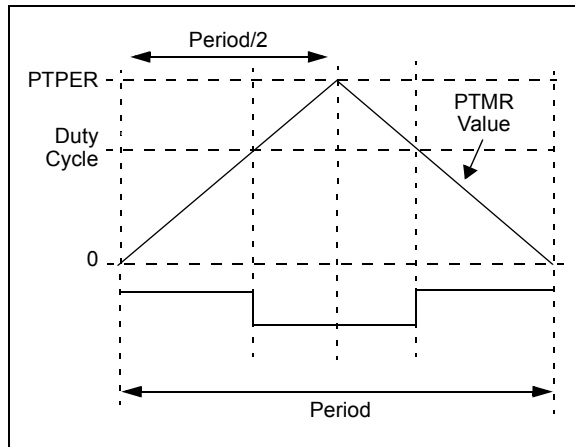 Period/2
PTPER
PTMR
Value
Duty
Cycle
0
Period